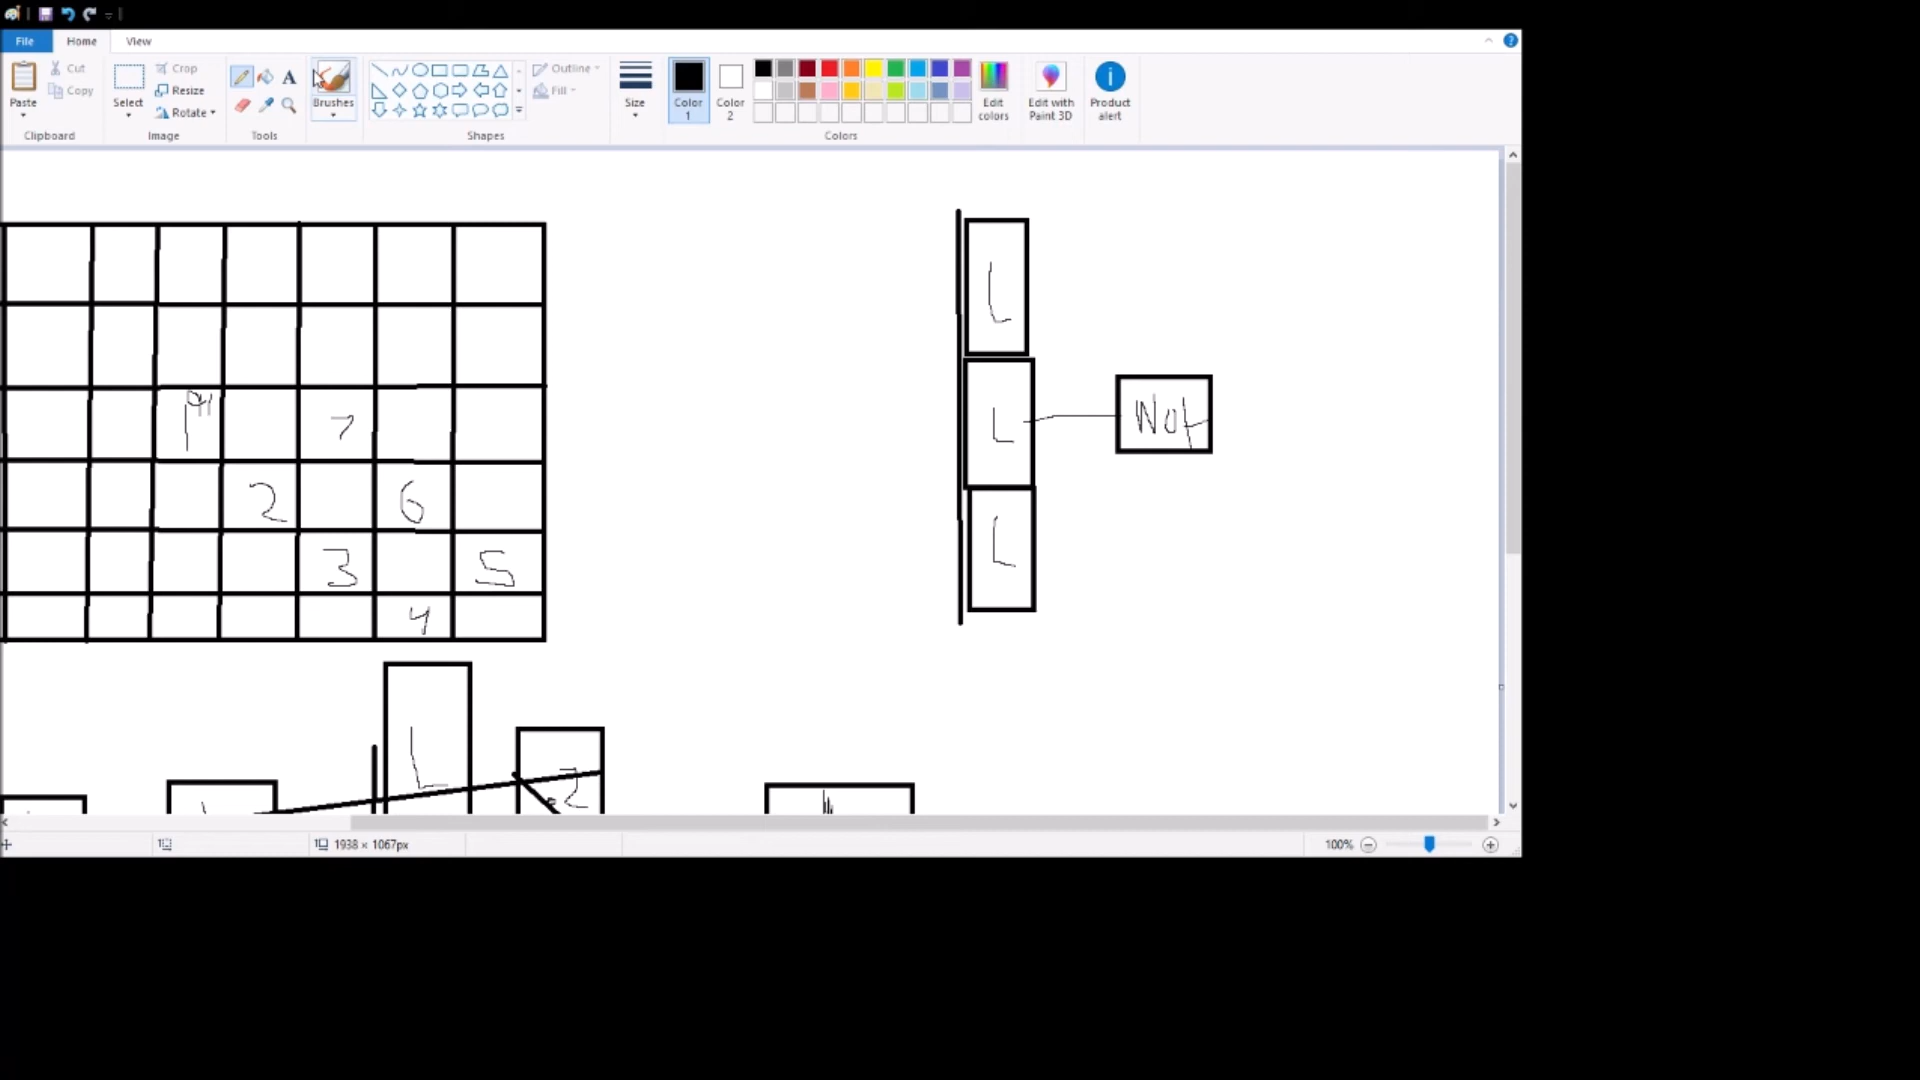 File Home View
Paste
Cut
Copy
Clipboard
Select
Crop
Resize
Rotate
Image
Tools
Brushes
Shapes
Outline
Fill
Size
Color 1
Color 2
Colors
Edit colors
Edit with Paint 3D
Product alert
L
7
L
Not
2 6
L
3 5
4
L
2
1938 × 1067px
100%